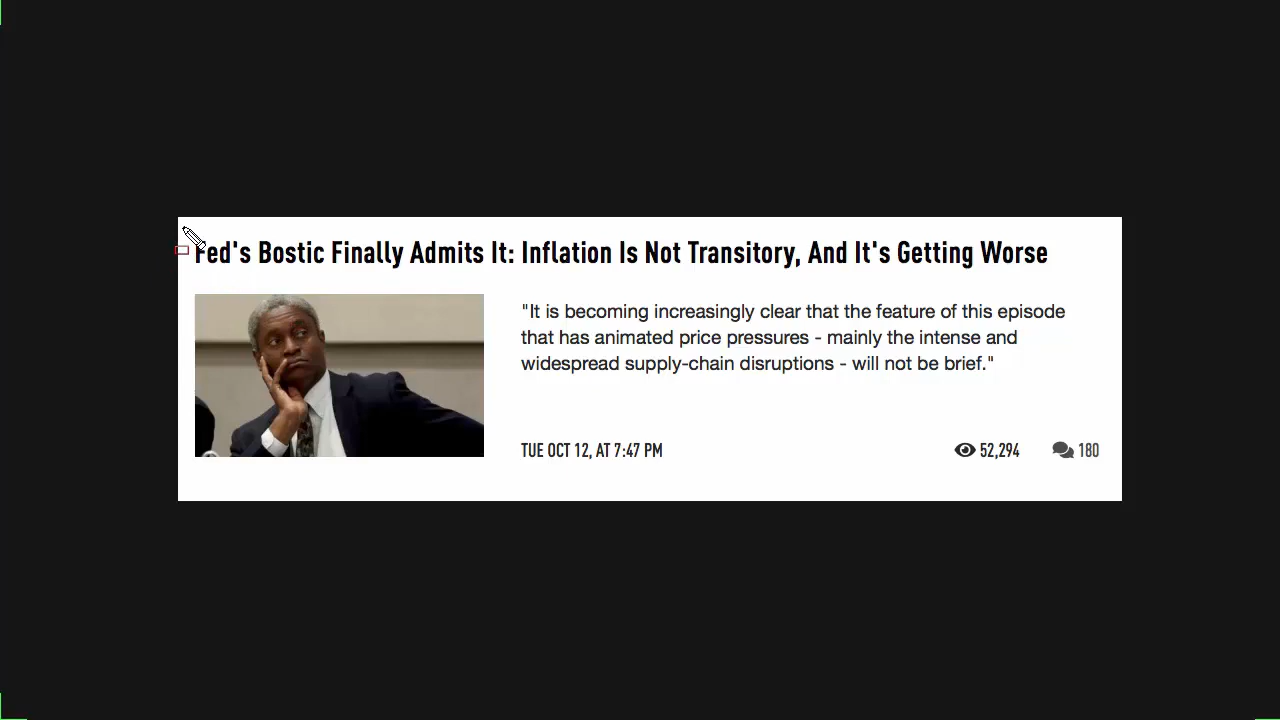 Fed's Bostic Finally Admits It: Inflation Is Not Transitory, And It's Getting Worse
"It is becoming increasingly clear that the feature of this episode
that has animated price pressures - mainly the intense and
widespread supply-chain disruptions - will not be brief."
TUE OCT 12, AT 7:47 PM 52,294 180